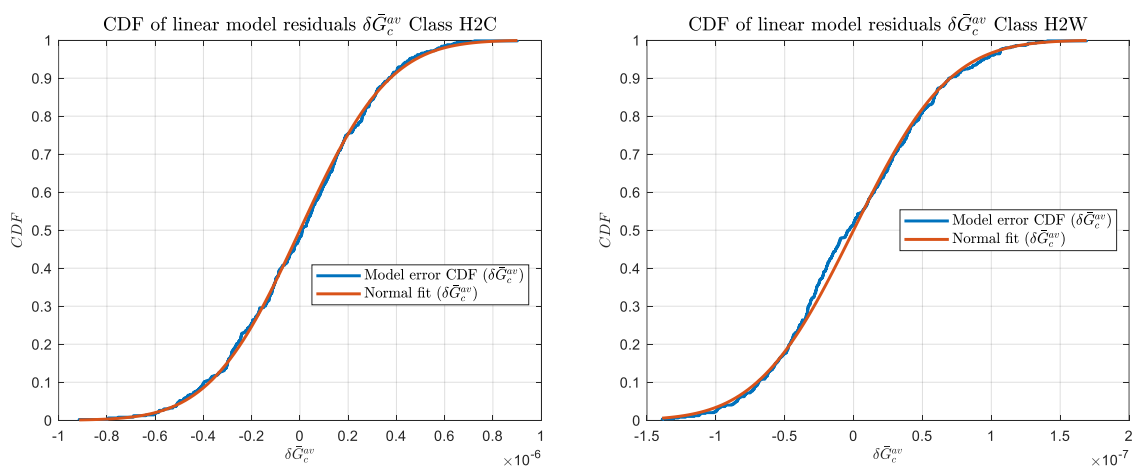 CDF of linear model residuals δḠ_c^{av} Class H2C
1
0.9
0.8
0.7
0.6
0.5
0.4
0.3
0.2
0.1
0
CDF
Model error CDF (δḠ_c^{av})
Normal fit (δḠ_c^{av})
-1 -0.8 -0.6 -0.4 -0.2 0 0.2 0.4 0.6 0.8 1
δḠ_c^{av}
×10^{-6}
CDF of linear model residuals δḠ_c^{av} Class H2W
1
0.9
0.8
0.7
0.6
0.5
0.4
0.3
0.2
0.1
0
CDF
Model error CDF (δḠ_c^{av})
Normal fit (δḠ_c^{av})
-1.5 -1 -0.5 0 0.5 1 1.5 2
δḠ_c^{av}
×10^{-7}